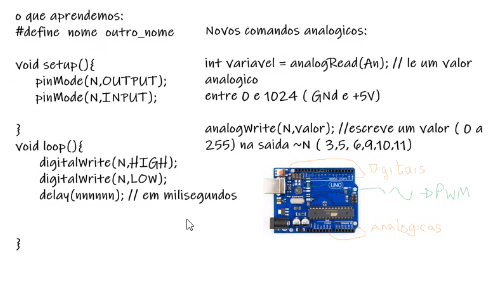 o que aprendemos:
#define nome outro_nome
void setup(){
pinMode(N,OUTPUT);
pinMode(N,INPUT);
}
void loop(){
digitalWrite(N,HIGH);
digitalWrite(N,LOW);
delay(nnnnnn); // em milisegundos
}
Novos comandos analogicos:
int variavel = analogRead(An); // le um valor
analogico
entre 0 e 1024 ( GNd e +5V)
analogWrite(N,valor); //escreve um valor ( 0 a
255) na saida ~N ( 3,5, 6,9,10,11)
Dgitais
PWM
analogicas
UNO